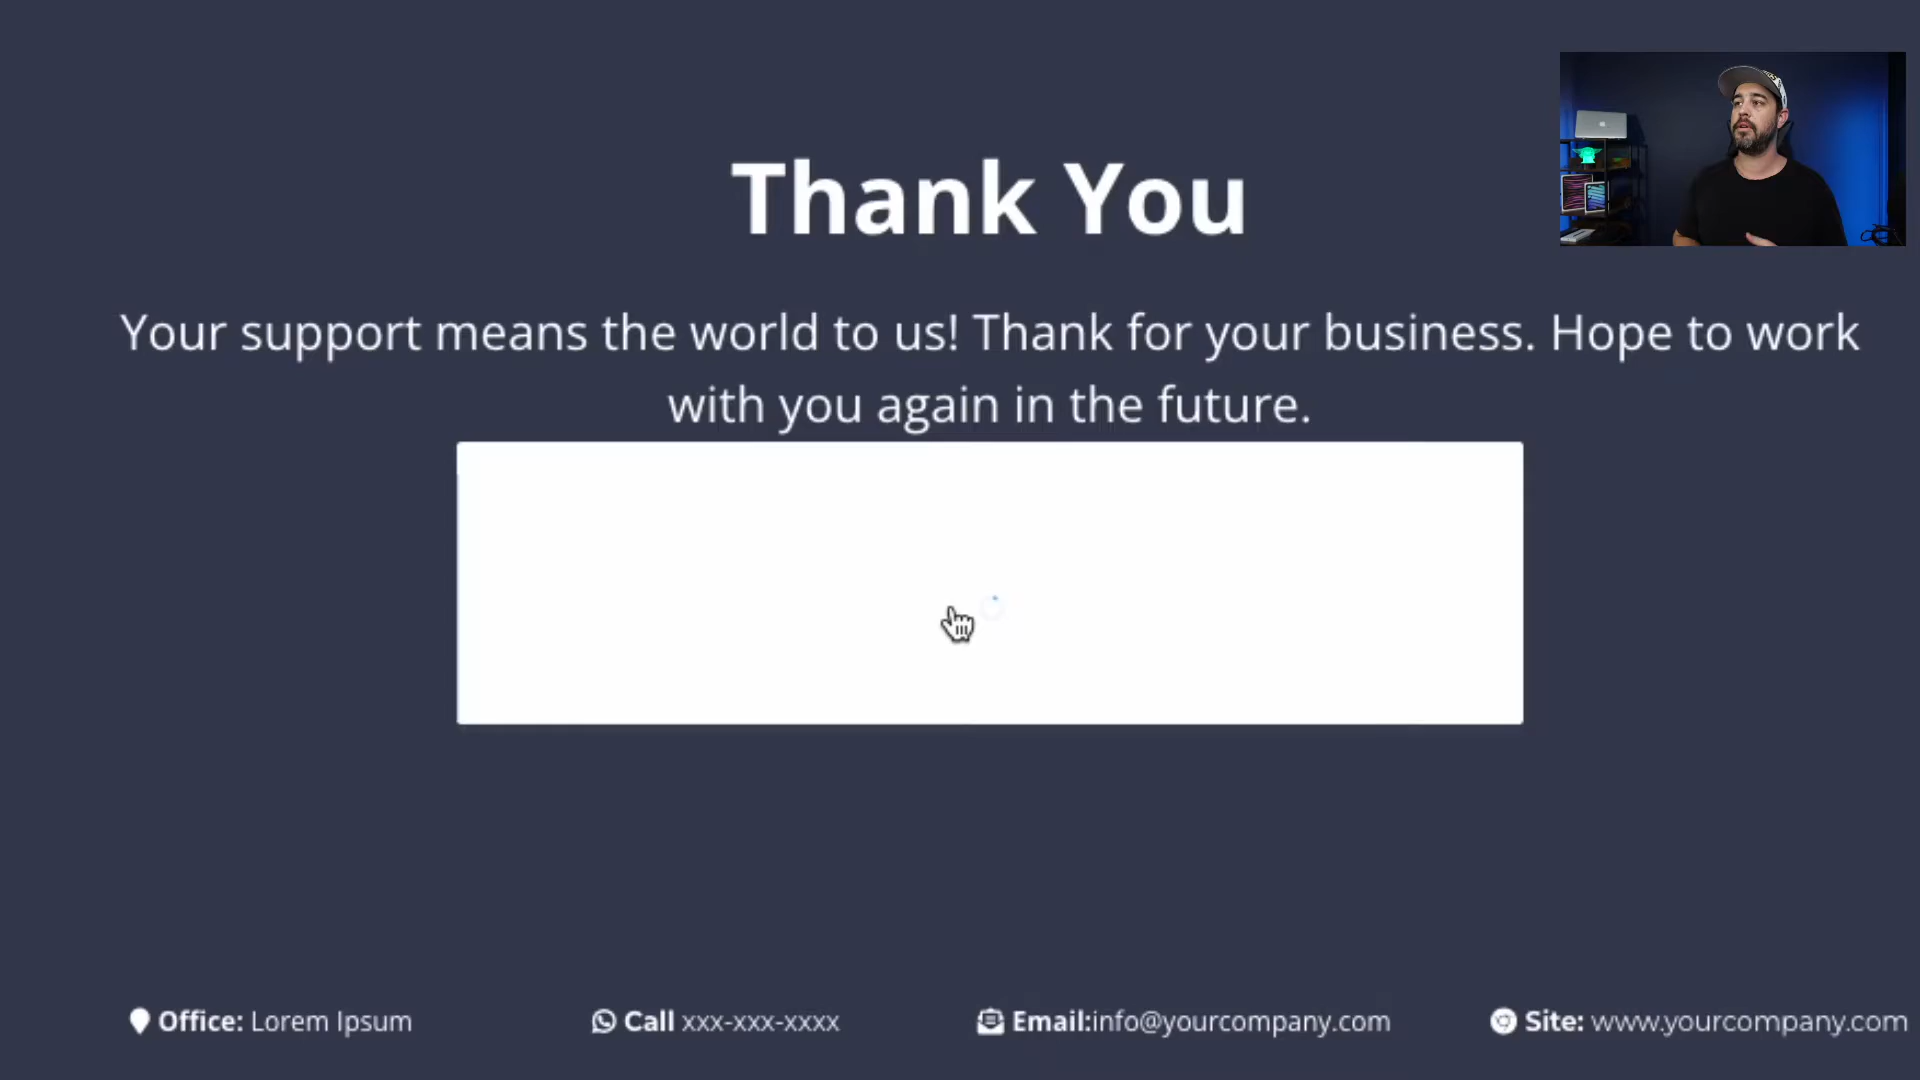 Thank You
Your support means the world to us! Thank for your business. Hope to work
with you again in the future.
Office: Lorem Ipsum
Call xxx-xxx-xxxx
Email:info@yourcompany.com
Site: www.yourcompany.com